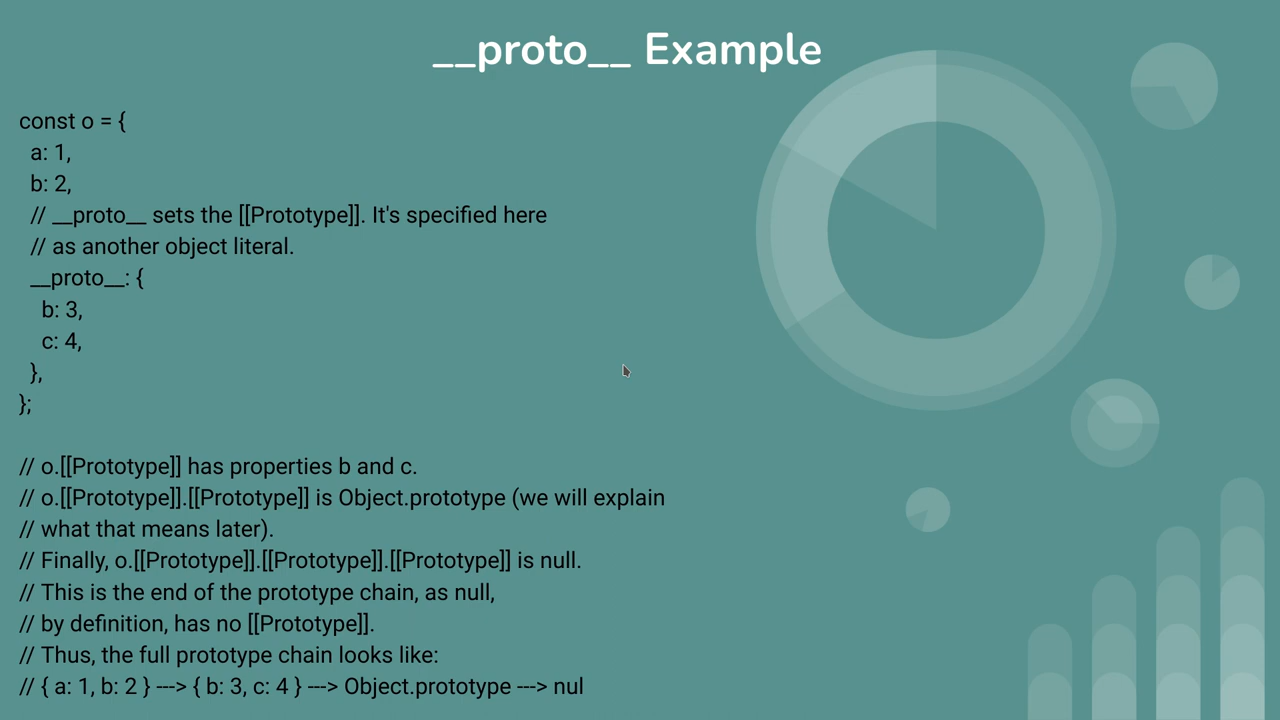 __proto__ Example
const o = {
  a: 1,
  b: 2,
  // __proto__ sets the [[Prototype]]. It's specified here
  // as another object literal.
  __proto__: {
    b: 3,
    c: 4,
  },
};
// o.[[Prototype]] has properties b and c.
// o.[[Prototype]].[[Prototype]] is Object.prototype (we will explain
// what that means later).
// Finally, o.[[Prototype]].[[Prototype]].[[Prototype]] is null.
// This is the end of the prototype chain, as null,
// by definition, has no [[Prototype]].
// Thus, the full prototype chain looks like:
// { a: 1, b: 2 } ---> { b: 3, c: 4 } ---> Object.prototype ---> nul